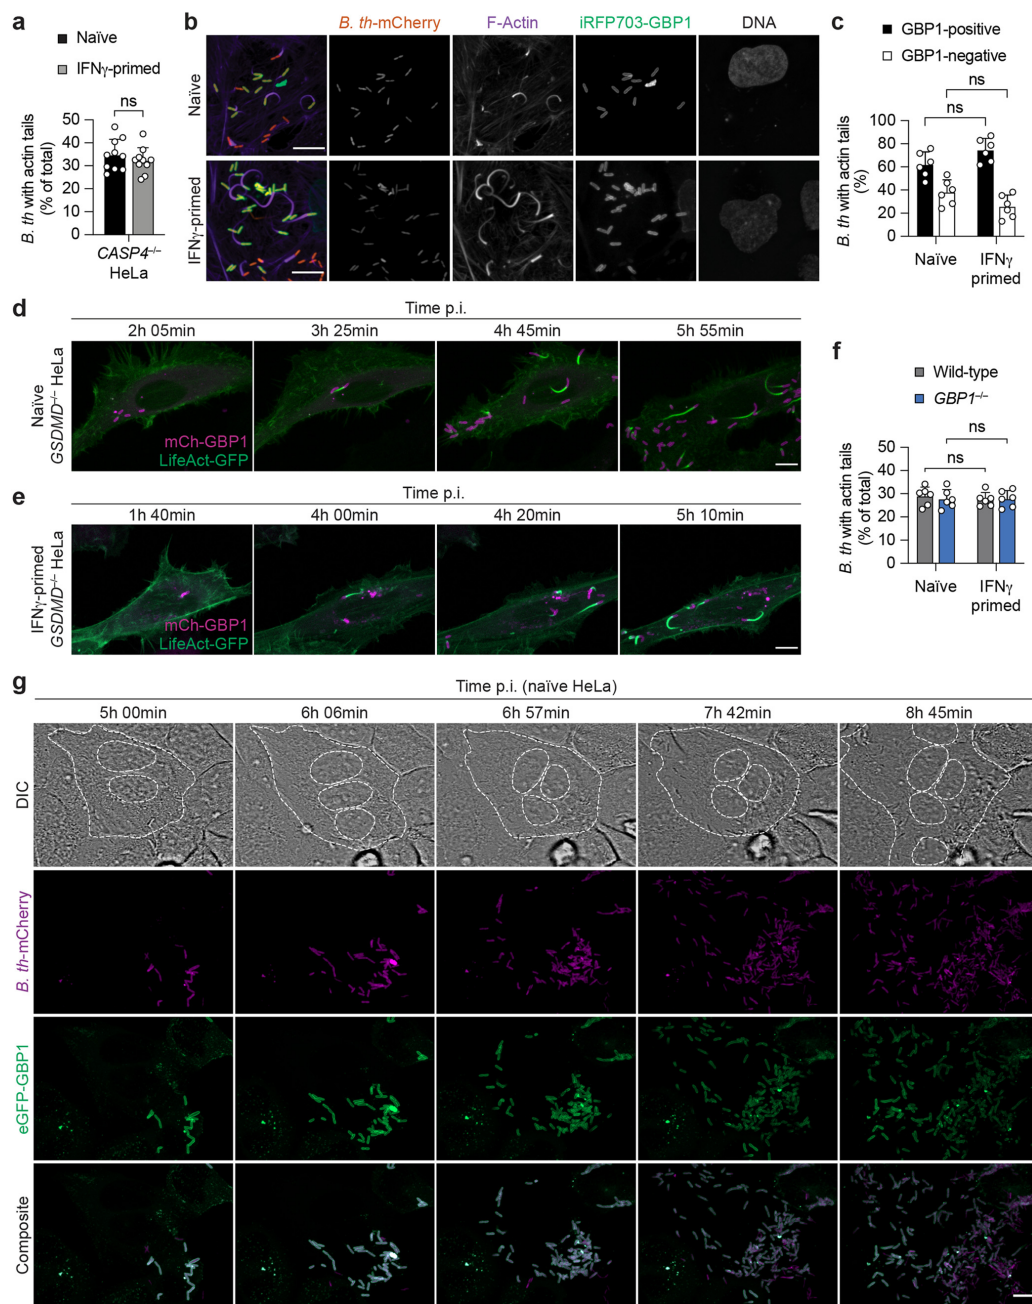 a
Naïve
IFNγ-primed
ns
50
40
30
20
10
0
B. th with actin tails
(% of total)
CASP4–/–
HeLa
b
B. th-mCherry
F-Actin
iRFP703-GBP1
DNA
Naïve
IFNγ-primed
c
GBP1-positive
GBP1-negative
ns
ns
100
80
60
40
20
0
B. th with actin tails
(%)
Naïve
IFNγ
primed
d
Time p.i.
2h 05min
3h 25min
4h 45min
5h 55min
Naïve
GSDMD–/– HeLa
mCh-GBP1
LifeAct-GFP
e
Time p.i.
1h 40min
4h 00min
4h 20min
5h 10min
IFNγ-primed
GSDMD–/– HeLa
mCh-GBP1
LifeAct-GFP
f
Wild-type
GBP1–/–
ns
ns
50
40
30
20
10
0
B. th with actin tails
(% of total)
Naïve
IFNγ
primed
g
Time p.i. (naïve HeLa)
5h 00min
6h 06min
6h 57min
7h 42min
8h 45min
DIC
B. th-mCherry
eGFP-GBP1
Composite